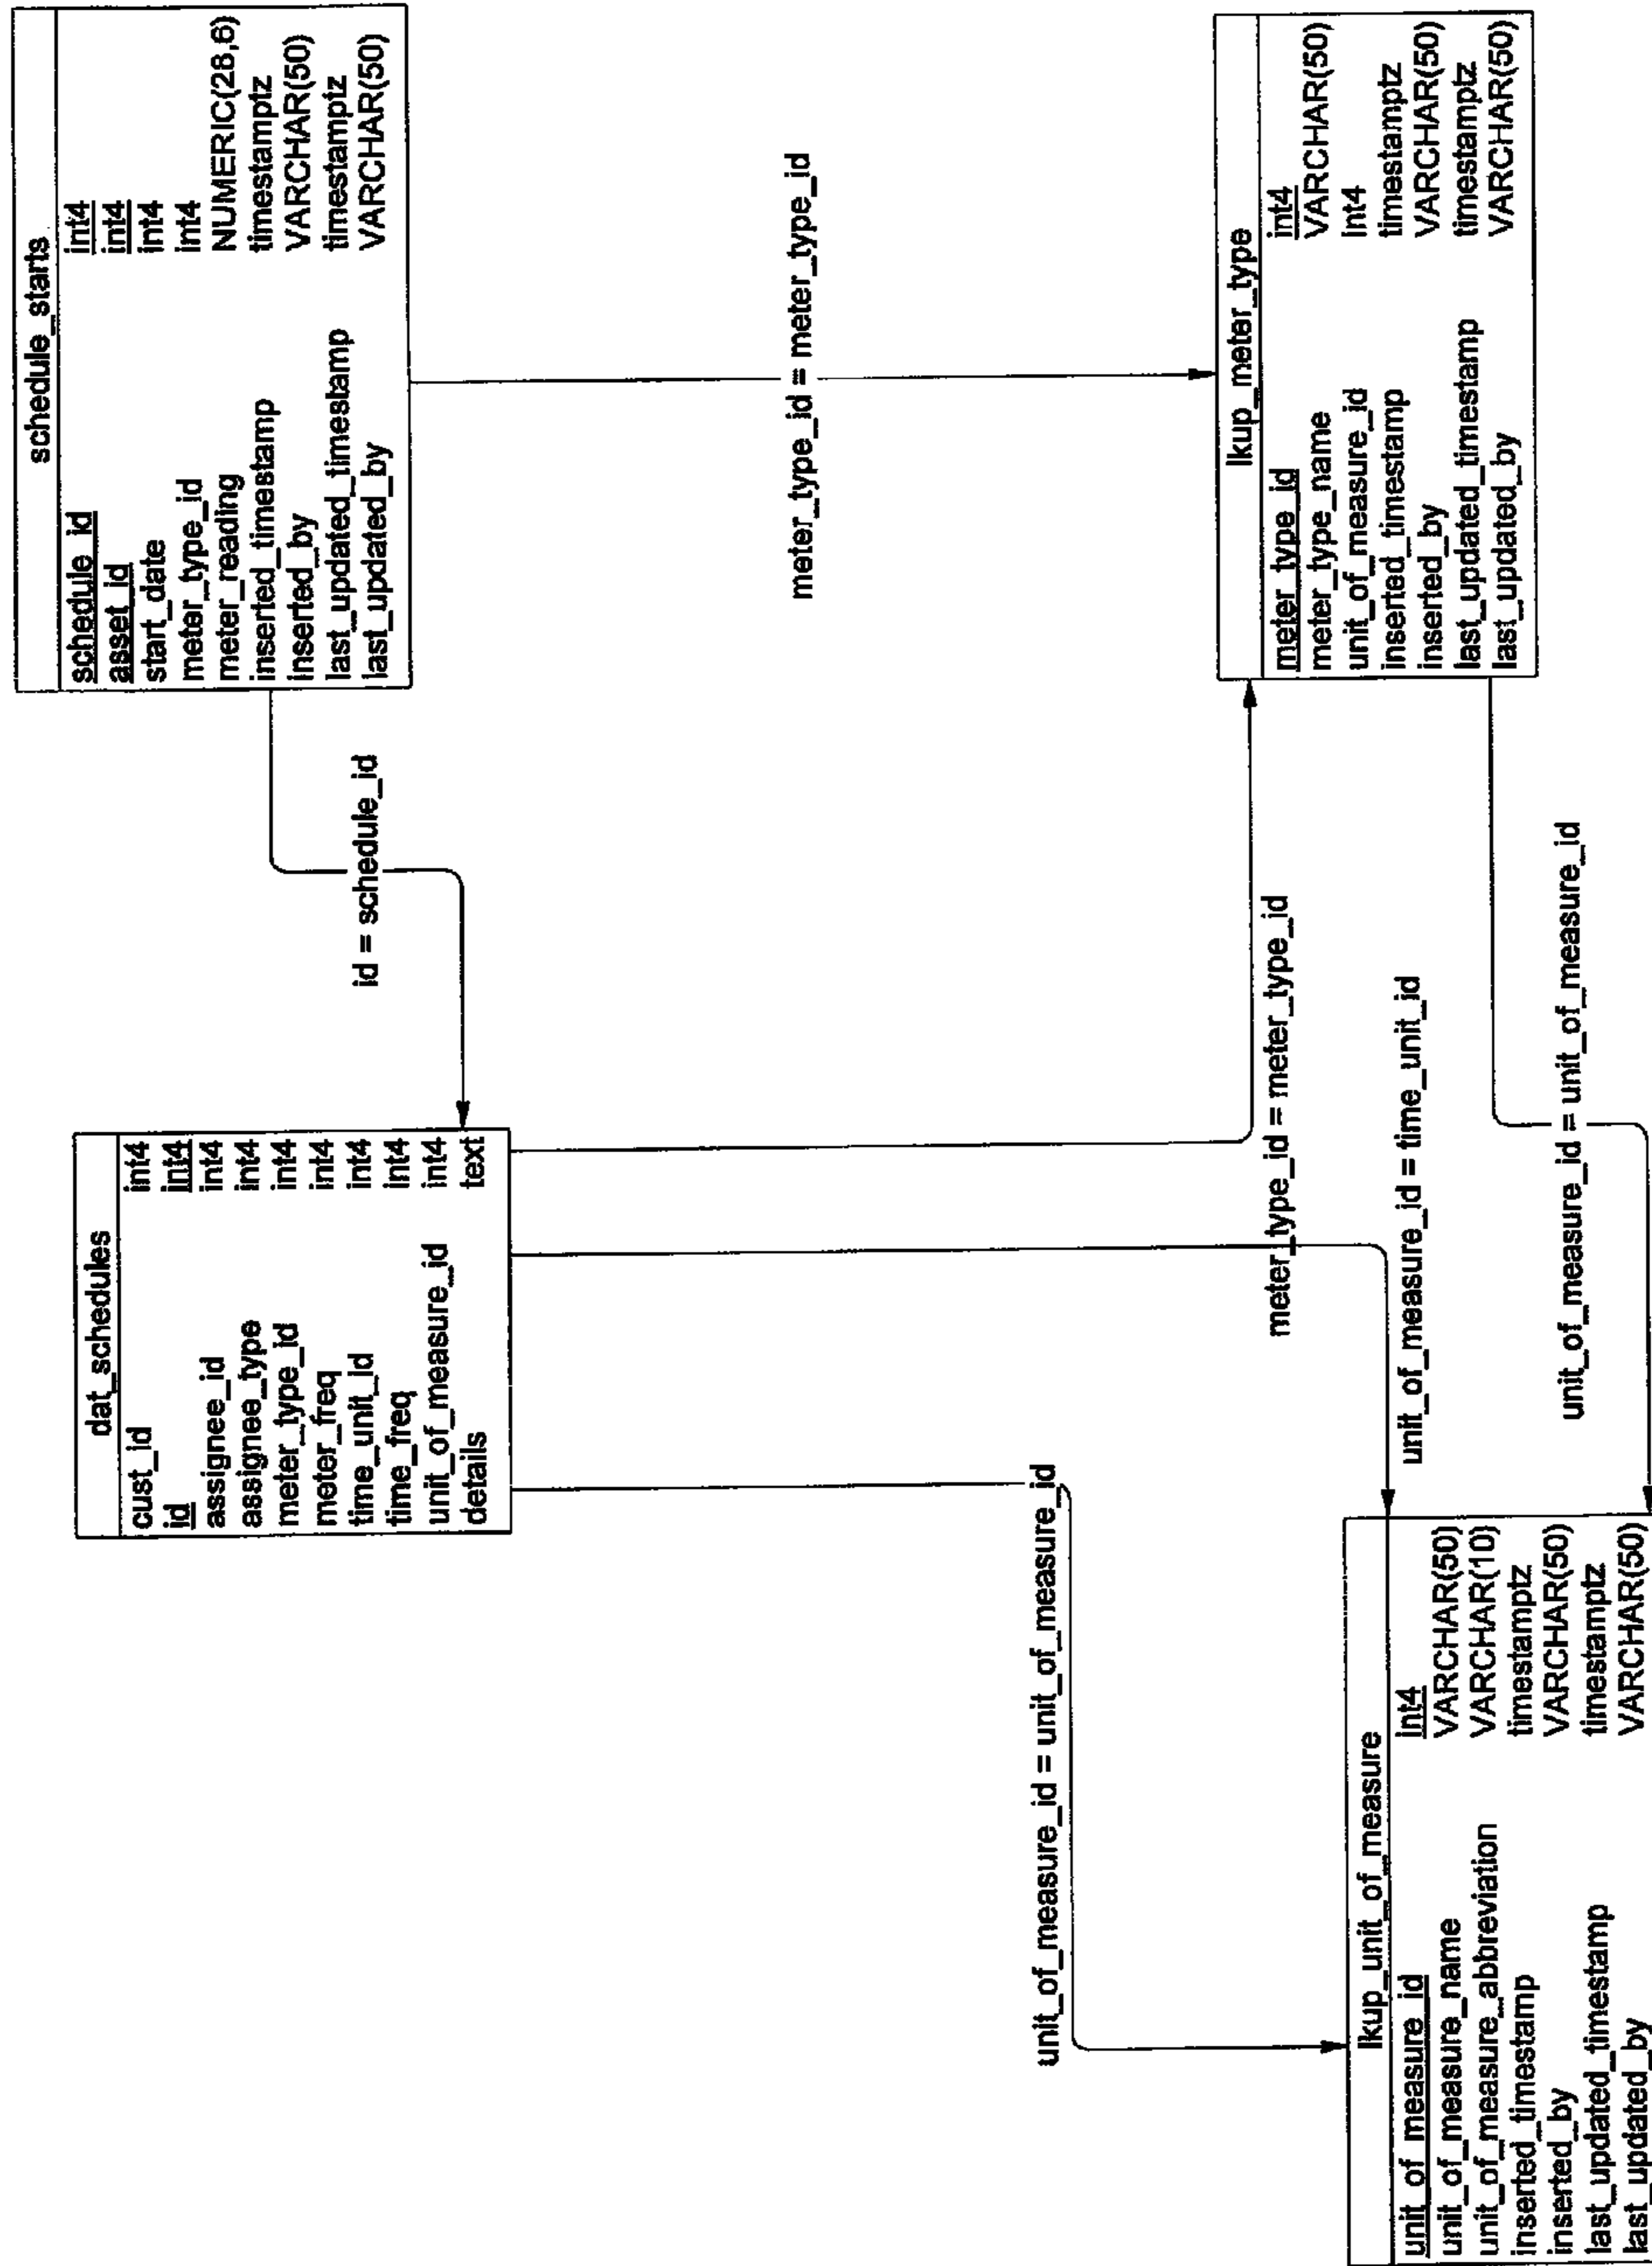 schedule_starts
schedule_id int4
asset_id int4
start_date int4
meter_type_id int4
meter_reading NUMERIC(28,6)
inserted_timestamp timestamptz
inserted_by VARCHAR(50)
last_updated_timestamp timestamptz
last_updated_by VARCHAR(50)
id = schedule_id
meter_type_id = meter_type_id
dat_schedules
cust_id int4
id int4
assignee_id int4
assignee_type int4
meter_type_id int4
meter_freq int4
time_unit_id int4
time_freq int4
unit_of_measure_id int4
details text
unit_of_measure_id = unit_of_measure_id
meter_type_id = meter_type_id
unit_of_measure_id = time_unit_id
lkup_meter_type
meter_type_id int4
meter_type_name VARCHAR(50)
unit_of_measure_id int4
inserted_timestamp timestamptz
inserted_by VARCHAR(50)
last_updated_timestamp timestamptz
last_updated_by VARCHAR(50)
unit_of_measure_id = unit_of_measure_id
lkup_unit_of_measure
unit_of_measure_id int4
unit_of_measure_name VARCHAR(50)
unit_of_measure_abbreviation VARCHAR(10)
inserted_timestamp timestamptz
inserted_by VARCHAR(50)
last_updated_timestamp timestamptz
last_updated_by VARCHAR(50)